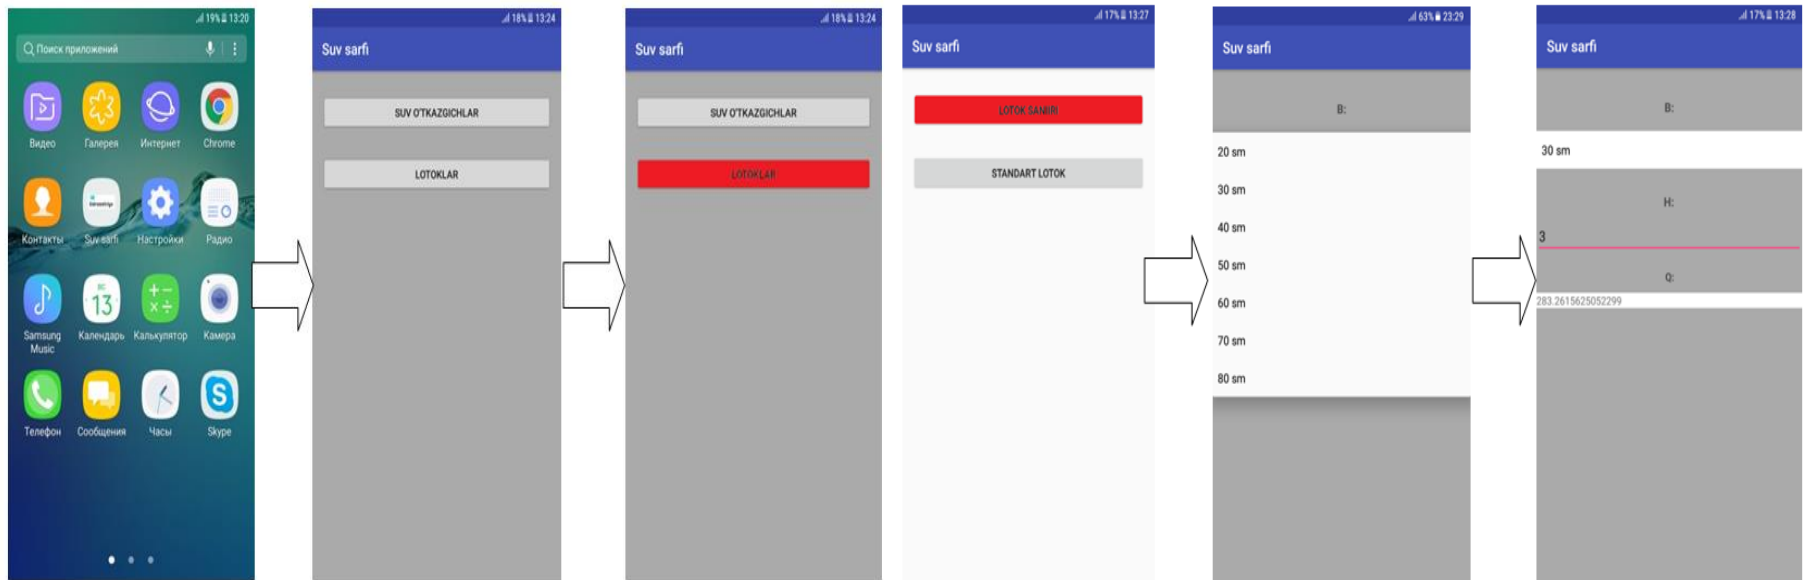 19% 13:20
Поиск приложений
Видео
Галерея
Интернет
Chrome
Контакты
Suv sarfi
Настройки
Радио
13
Samsung Music
Календарь
Калькулятор
Камера
Телефон
Сообщения
Часы
Skype
18% 13:24
Suv sarfi
SUV O'TKAZGICHLAR
LOTOKLAR
18% 13:24
Suv sarfi
SUV O'TKAZGICHLAR
LOTOKLAR
17% 13:27
Suv sarfi
LOTOK
STANDART LOTOK
63% 23:29
Suv sarfi
B:
20 sm
30 sm
40 sm
50 sm
60 sm
70 sm
80 sm
17% 13:28
Suv sarfi
B:
30 sm
H:
3
Q:
283.2615625052299